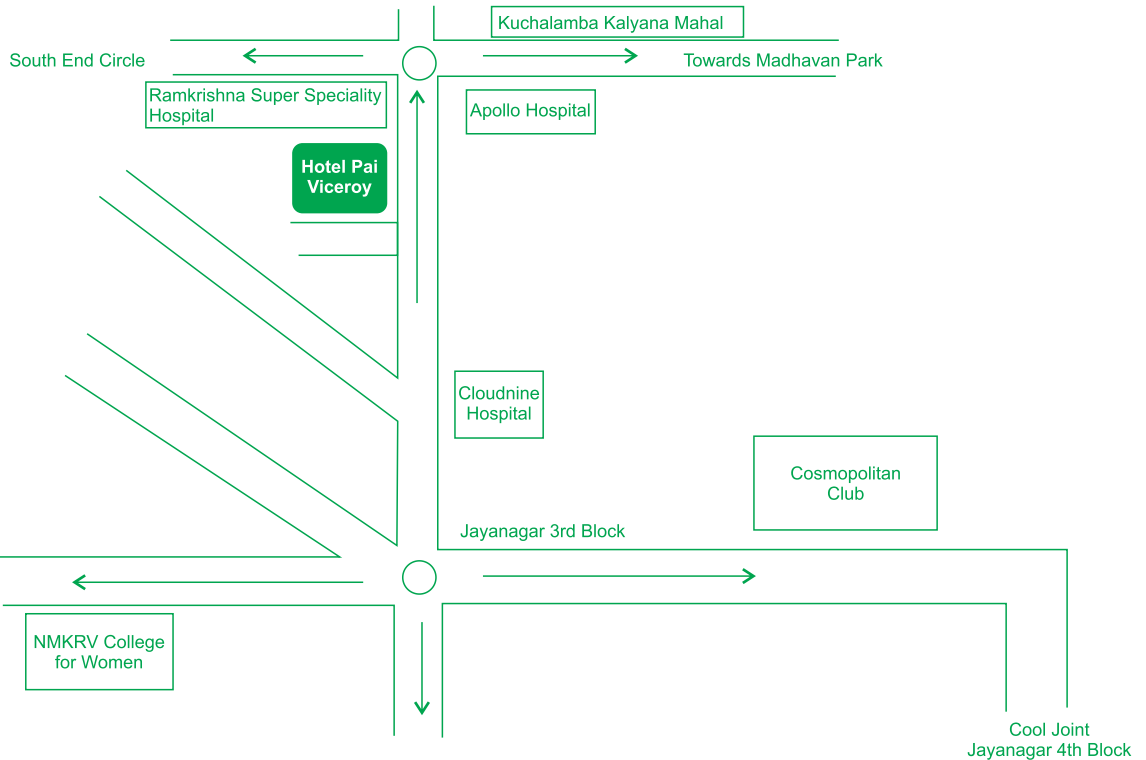 Kuchalamba Kalyana Mahal
South End Circle
Towards Madhavan Park
Ramkrishna Super Speciality
Hospital
Apollo Hospital
Hotel Pai
Viceroy
Cloudnine
Hospital
Cosmopolitan
Club
Jayanagar 3rd Block
NMKRV College
for Women
Cool Joint
Jayanagar 4th Block